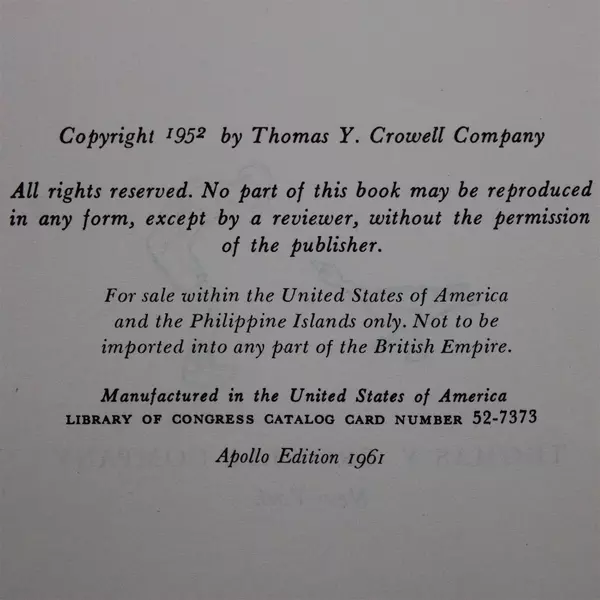 Copyright 1952 by Thomas Y. Crowell Company
All rights reserved. No part of this book may be reproduced
in any form, except by a reviewer, without the permission
of the publisher.
For sale within the United States of America
and the Philippine Islands only. Not to be
imported into any part of the British Empire.
Manufactured in the United States of America
LIBRARY OF CONGRESS CATALOG CARD NUMBER 52-7373
Apollo Edition 1961